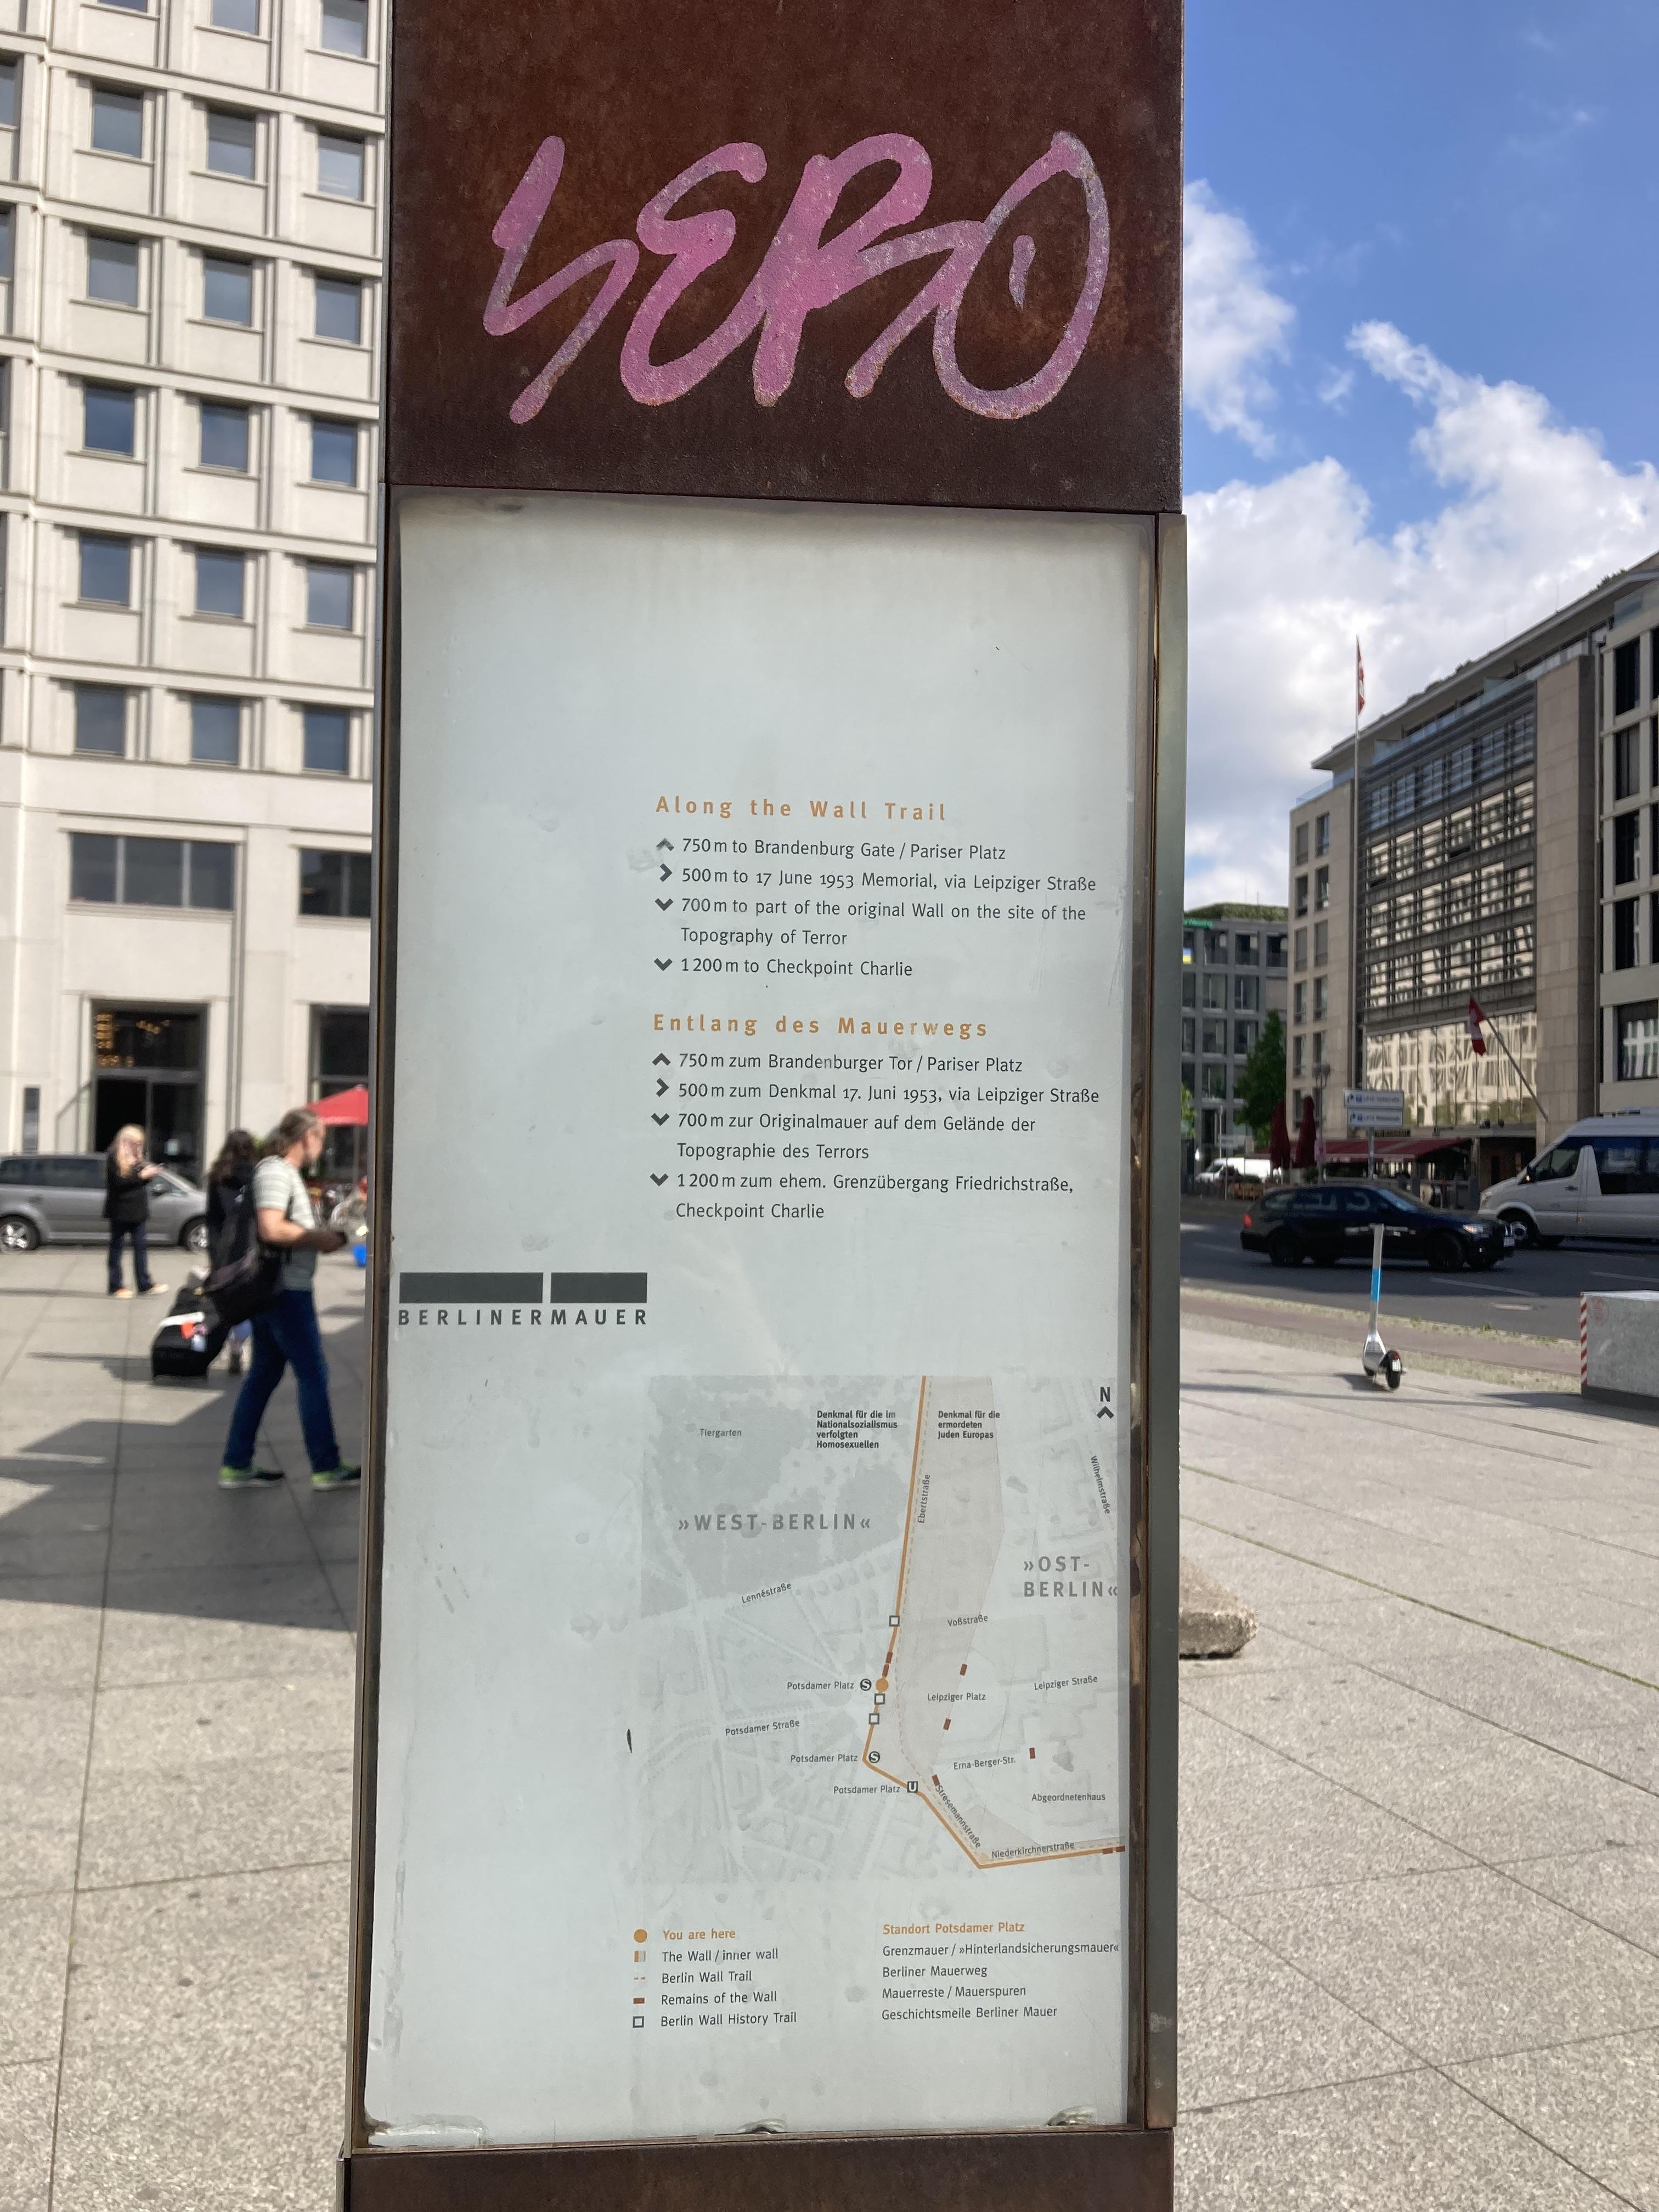 SERO
Along the Wall Trail
750 m to Brandenburg Gate / Pariser Platz
500 m to 17 June 1953 Memorial, via Leipziger Straße
700 m to part of the original Wall on the site of the
Topography of Terror
1 200 m to Checkpoint Charlie
Entlang des Mauerwegs
750 m zum Brandenburger Tor / Pariser Platz
500 m zum Denkmal 17. Juni 1953, via Leipziger Straße
700 m zur Originalmauer auf dem Gelände der
Topographie des Terrors
1 200 m zum ehem. Grenzübergang Friedrichstraße,
Checkpoint Charlie
BERLINERMAUER
N
Tiergarten
Denkmal für die im
Nationalsozialismus
verfolgten
Homosexuellen
Denkmal für die
ermordeten
Juden Europas
Wilhelmstraße
Ebertstraße
»WEST-BERLIN«
»OST-
BERLIN«
Lennéstraße
Voßstraße
Potsdamer Platz S
Leipziger Platz
Leipziger Straße
Potsdamer Straße
Potsdamer Platz S
Erna-Berger-Str.
Potsdamer Platz U
Stresemannstraße
Abgeordnetenhaus
Niederkirchnerstraße
You are here
The Wall / inner wall
Berlin Wall Trail
Remains of the Wall
Berlin Wall History Trail
Standort Potsdamer Platz
Grenzmauer / »Hinterlandsicherungsmauer«
Berliner Mauerweg
Mauerreste / Mauerspuren
Geschichtsmeile Berliner Mauer